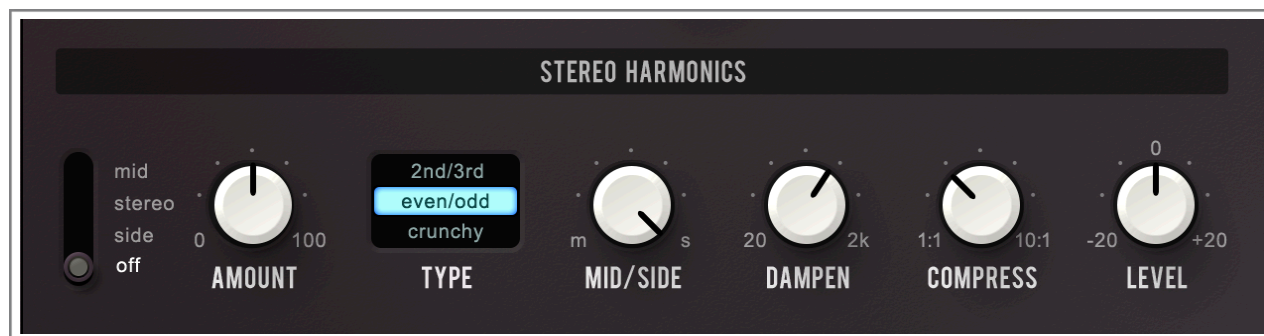 STEREO HARMONICS
mid
stereo
side
off
0 100
AMOUNT
2nd/3rd
even/odd
crunchy
TYPE
m s
MID/SIDE
20 2k
DAMPEN
1:1 10:1
COMPRESS
0
-20 +20
LEVEL